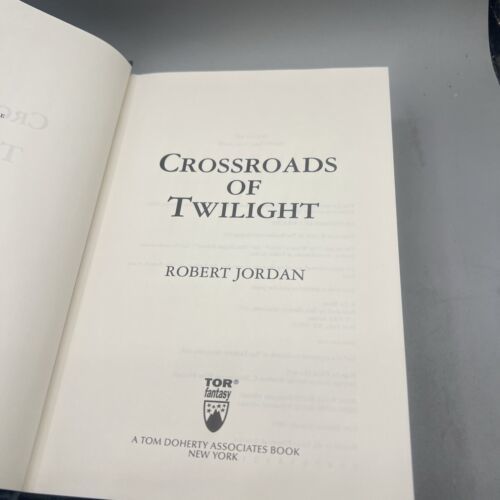 CROSSROADS
OF
TWILIGHT
ROBERT JORDAN
TOR®
fantasy
A TOM DOHERTY ASSOCIATES BOOK
NEW YORK